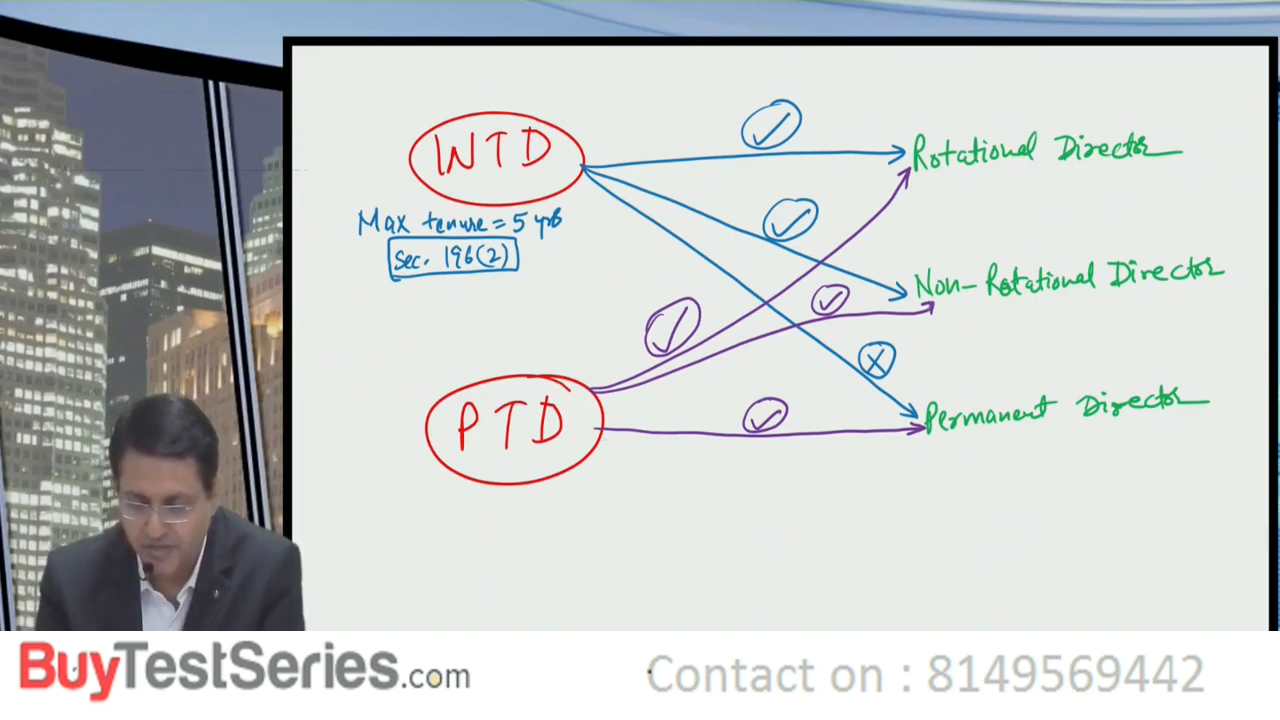 WTD
Max tenure = 5 yrs
Sec. 196(2)
PTD
Rotational Director
Non-Rotational Director
Permanent Director
BuyTestSeries.com
Contact on : 8149569442